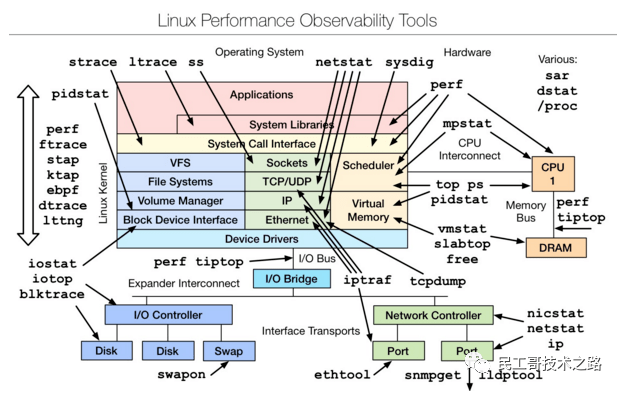 Linux Performance Observability Tools
Operating System
Hardware
Various:
sar
dstat
/proc
strace ltrace ss
netstat sysdig
pidstat
perf
mpstat
Applications
System Libraries
System Call Interface
VFS
Sockets
Scheduler
File Systems
TCP/UDP
Volume Manager
IP
Virtual
Memory
Block Device Interface
Ethernet
Device Drivers
Linux Kernel
perf
ftrace
stap
ktap
ebpf
dtrace
lttng
CPU
Interconnect
CPU
1
top ps
pidstat
Memory
Bus
perf
tiptop
vmstat
slabtop
free
DRAM
iostat
iotop
blktrace
perf tiptop
I/O Bus
iptraf
tcpdump
Expander Interconnect
I/O Bridge
I/O Controller
Network Controller
nicstat
netstat
ip
Interface Transports
Disk
Disk
Swap
Port
Port
swapon
ethtool
snmpget
lldptool
民工哥技术之路